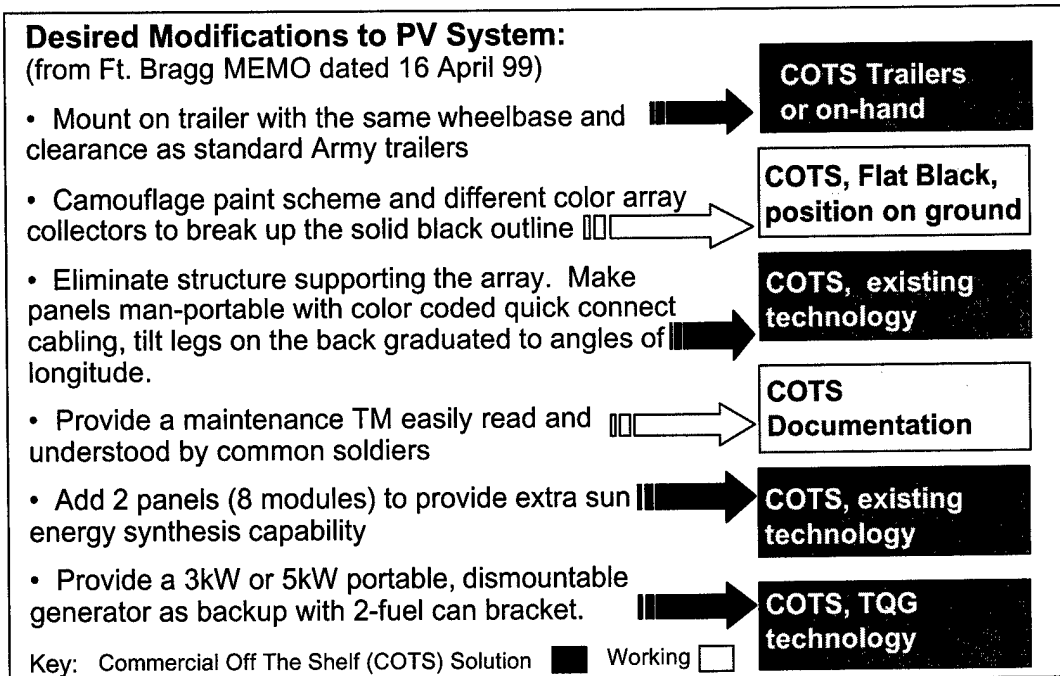 Desired Modifications to PV System:
(from Ft. Bragg MEMO dated 16 April 99)
• Mount on trailer with the same wheelbase and
clearance as standard Army trailers
COTS Trailers
or on-hand
• Camouflage paint scheme and different color array
collectors to break up the solid black outline
COTS, Flat Black,
position on ground
• Eliminate structure supporting the array. Make
panels man-portable with color coded quick connect
cabling, tilt legs on the back graduated to angles of
longitude.
COTS, existing
technology
• Provide a maintenance TM easily read and
understood by common soldiers
COTS
Documentation
• Add 2 panels (8 modules) to provide extra sun
energy synthesis capability
COTS, existing
technology
• Provide a 3kW or 5kW portable, dismountable
generator as backup with 2-fuel can bracket.
COTS, TQG
technology
Key: Commercial Off The Shelf (COTS) Solution Working